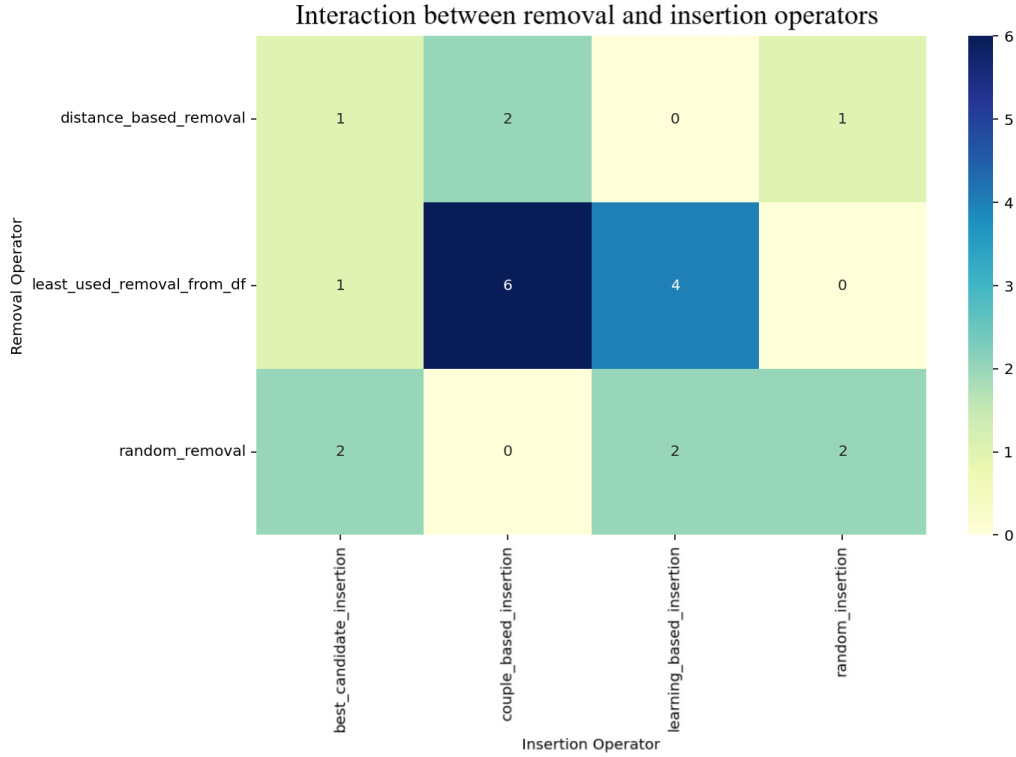 Interaction between removal and insertion operators
6
distance_based_removal
1
2
0
1
5
4
Removal Operator
least_used_removal_from_df
1
6
4
0
3
2
random_removal
2
0
2
2
1
0
best_candidate_insertion
couple_based_insertion
learning_based_insertion
random_insertion
Insertion Operator